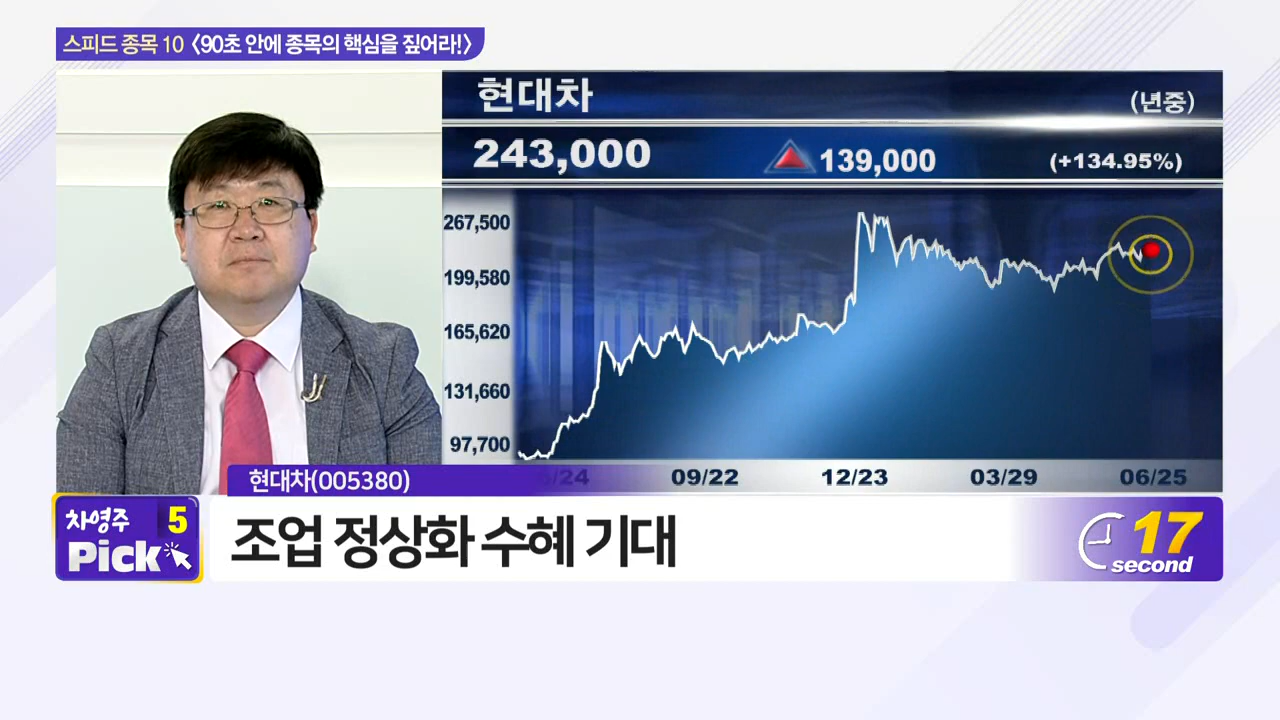 스피드 종목 10 <90초 안에 종목의 핵심을 짚어라!>
현대차
(년중)
243,000 ▲ 139,000 (+134.95%)
267,500
199,580
165,620
131,660
97,700
/24 09/22 12/23 03/29 06/25
현대차(005380)
차영주 5
Pick
조업 정상화 수혜 기대
17
second